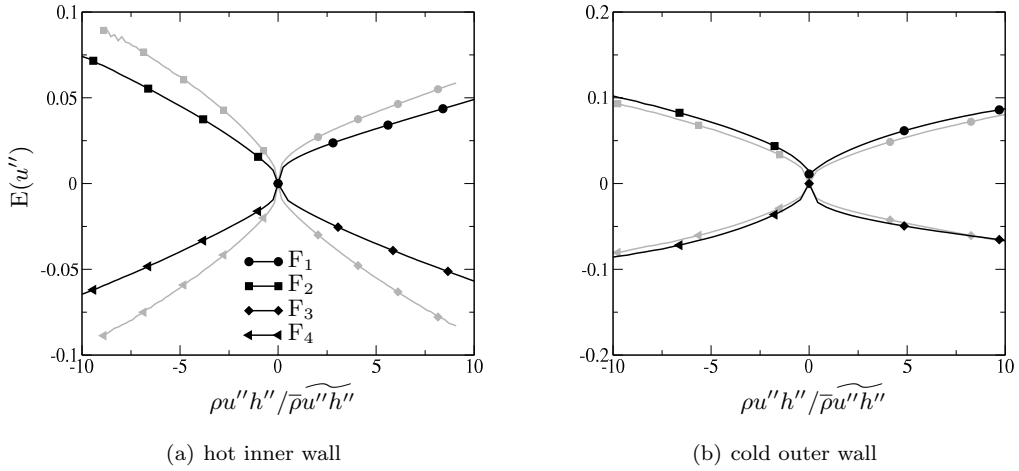 0.1
0.05
0
-0.05
-0.1
E(u′′)
-10
-5
0
5
10
F₁
F₂
F₃
F₄
ρu′′h′′/ρ̅u′′h′′
(a) hot inner wall
0.2
0.1
0
-0.1
-0.2
-10
-5
0
5
10
ρu′′h′′/ρ̅u′′h′′
(b) cold outer wall